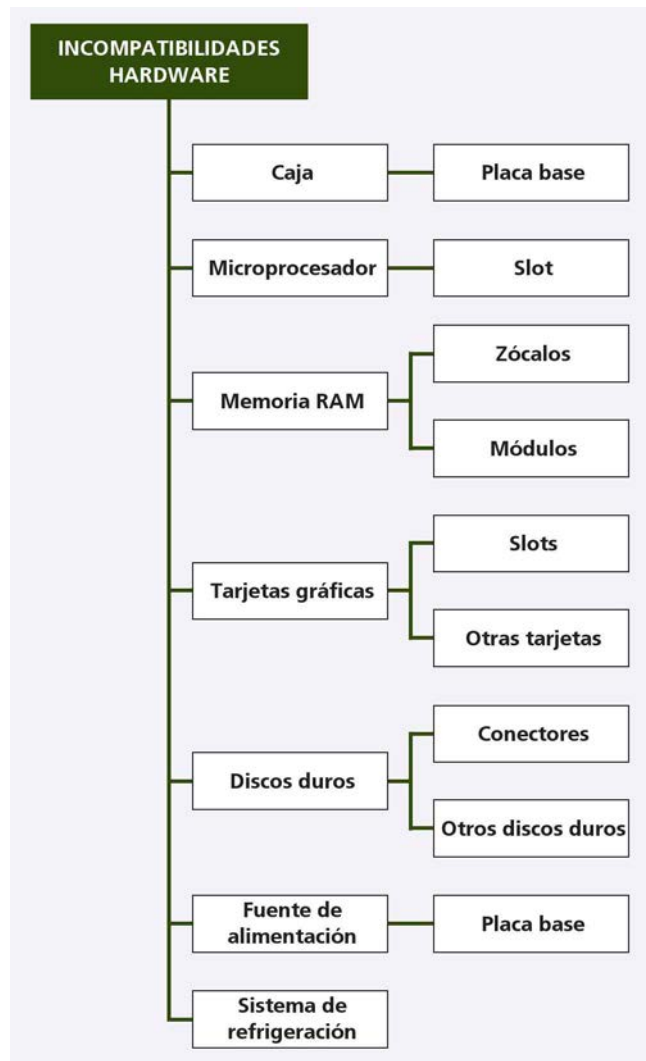 INCOMPATIBILIDADES
HARDWARE
Caja
Placa base
Microprocesador
Slot
Memoria RAM
Zócalos
Módulos
Tarjetas gráficas
Slots
Otras tarjetas
Discos duros
Conectores
Otros discos duros
Fuente de
alimentación
Placa base
Sistema de
refrigeración